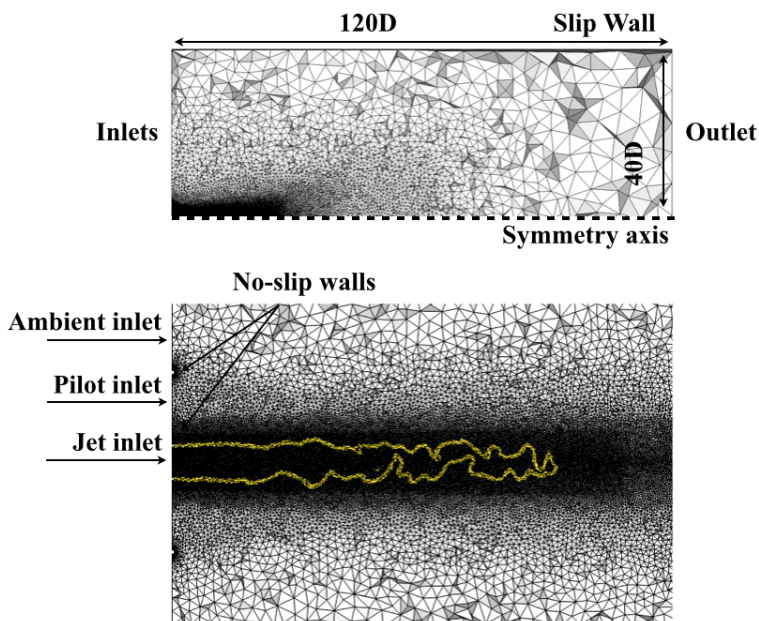 120D
Slip Wall
Inlets
Outlet
40D
Symmetry axis
No-slip walls
Ambient inlet
Pilot inlet
Jet inlet